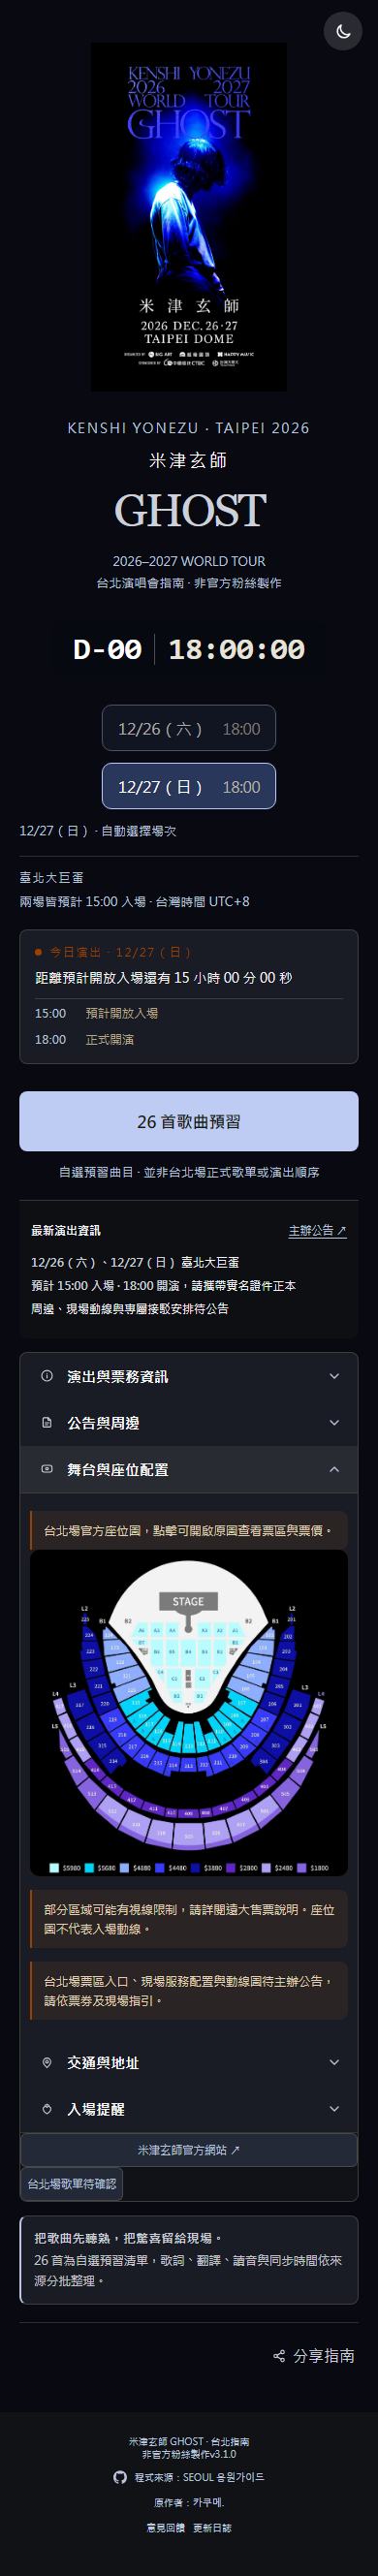 KENSHI YONEZU
2026 2027
WORLD TOUR
GHOST
米津玄師
2026 DEC.26-27
TAIPEI DOME
KENSHI YONEZU · TAIPEI 2026
米津玄師
GHOST
2026–2027 WORLD TOUR
台北演唱會指南 · 非官方粉絲製作
D-00 18:00:00
12/26 ( 六 ) 18:00
12/27 ( 日 ) 18:00
12/27 ( 日 ) · 自動選擇場次
臺北大巨蛋
兩場皆預計 15:00 入場 · 台灣時間 UTC+8
今日演出 · 12/27 ( 日 )
距離預計開放入場還有 15 小時 00 分 00 秒
15:00 預計開放入場
18:00 正式開演
26 首歌曲預習
自選預習曲目 · 並非台北場正式歌單或演出順序
最新演出資訊 主辦公告 ↗
12/26 ( 六 ) 、12/27 ( 日 ) 臺北大巨蛋
預計 15:00 入場 · 18:00 開演，請攜帶實名證件正本
周邊、現場動線與專屬接駁安排待公告
演出與票務資訊
公告與周邊
舞台與座位配置
台北場官方座位圖，點擊可開啟原圖查看票區與票價。
STAGE
L2 B1 B2 B2 B1 L2
L3 L3
L4 L4
L5 L5
$5980 $5680 $4880 $4480 $3880 $2800 $2480 $1800
部分區域可能有視線限制，請詳閱遠大售票說明。座位
圖不代表入場動線。
台北場票區入口、現場服務配置與動線圖待主辦公告，
請依票券及現場指引。
交通與地址
入場提醒
米津玄師官方網站 ↗
台北場歌單待確認
把歌曲先聽熟，把驚喜留給現場。
26 首為自選預習清單，歌詞、翻譯、讀音與同步時間依來
源分批整理。
分享指南
米津玄師 GHOST · 台北指南
非官方粉絲製作v3.1.0
程式來源：SEOUL 응원가이드
原作者：카쿠메.
意見回饋 更新日誌